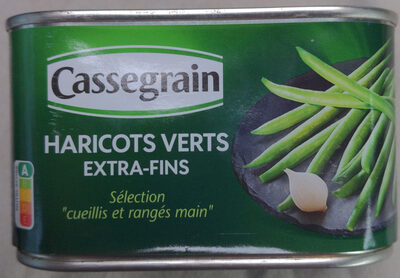 Cassegrain
HARICOTS VERTS
EXTRA-FINS
Sélection
"cueillis et rangés main"
A